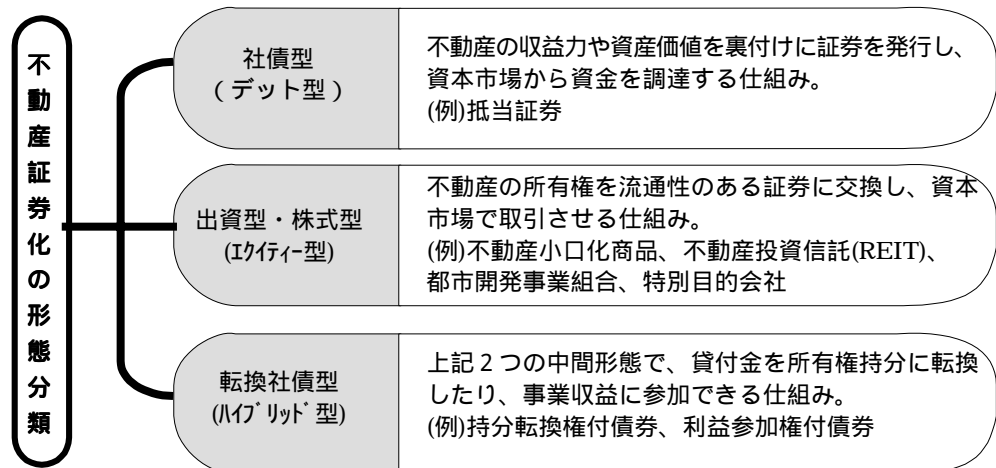 不動産証券化の形態分類
社債型
(デット型)
不動産の収益力や資産価値を裏付けに証券を発行し、
資本市場から資金を調達する仕組み。
(例)抵当証券
出資型・株式型
(ｴｸｲﾃｨｰ型)
不動産の所有権を流通性のある証券に交換し、資本
市場で取引させる仕組み。
(例)不動産小口化商品、不動産投資信託(REIT)、
都市開発事業組合、特別目的会社
転換社債型
(ﾊｲﾌﾞﾘｯﾄﾞ型)
上記２つの中間形態で、貸付金を所有権持分に転換
したり、事業収益に参加できる仕組み。
(例)持分転換権付債券、利益参加権付債券